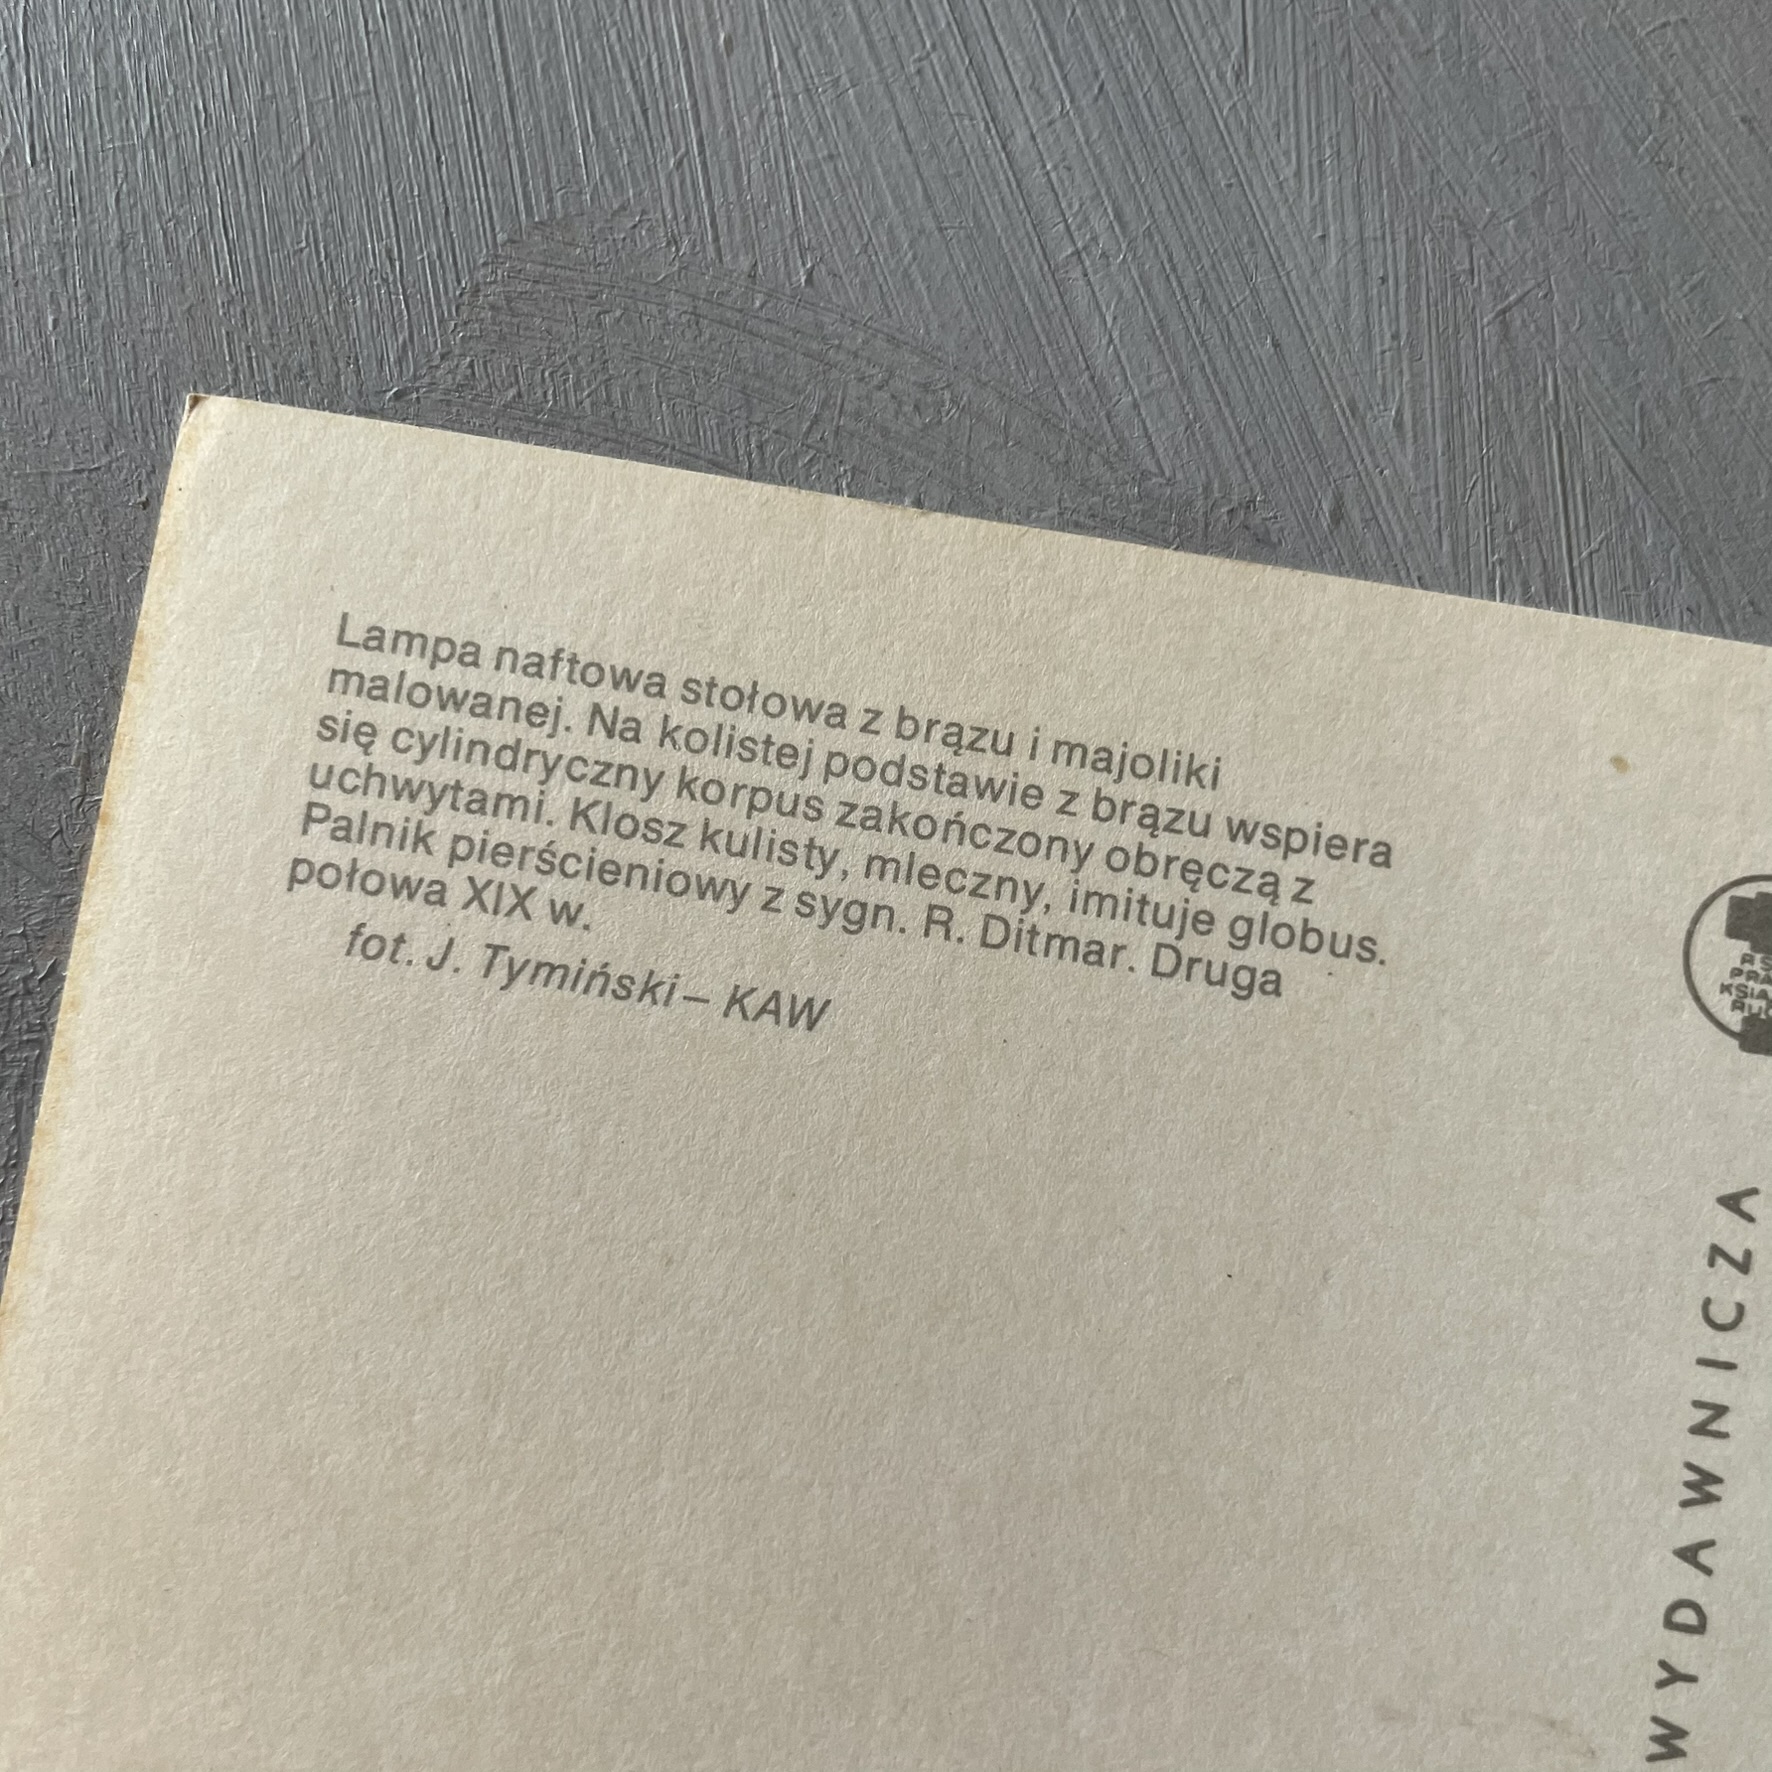 Lampa naftowa stołowa z brązu i majoliki
malowanej. Na kolistej podstawie z brązu wspiera
się cylindryczny korpus zakończony obręczą z
uchwytami. Klosz kulisty, mleczny, imituje globus.
Palnik pierścieniowy z sygn. R. Ditmar. Druga
połowa XIX w.
fot. J. Tymiński – KAW
WYDAWNICZA